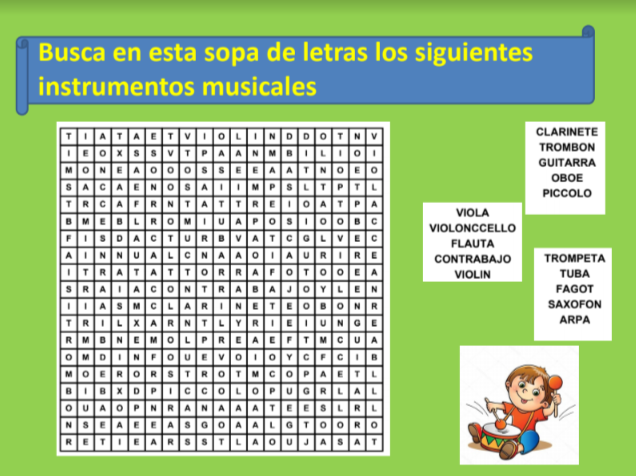 Busca en esta sopa de letras los siguientes
instrumentos musicales
T I A T A E T V I O L I N D D O T N V
I E O X S S V T P A A N M B I L I O I
M O N E A O O O S S E E A A T N O E O
S A C A E N O S A I I M P S L T P T L
T R C A F R N T A T T R E I O A T P A
B M E B L R O M I U A P O S I O O B C
F I S D A C T U R B V A T C G L V E C
A I N N U A L C N A A O I A U R I R E
I T R A T A T T O R R A F O T O O E A
S R A I A C O N T R A B A J O Y L E N
I I A S M C L A R I N E T E O B O N R
T R I L X A R N T L Y R I E I U N G E
R M B N E M O L P R E A E F T M C U A
O M D I N F O U E V O I O Y C F C I B
M O E R O R S T R O T M C O P A E T L
B I B X D P I C C O L O P U G R L A L
O U A O P N R A N A A A T E E S L R L
N S E A E E A S G O A A L G T O O R O
R E T I E A R S S T L A O U J A S A T
CLARINETE
TROMBON
GUITARRA
OBOE
PICCOLO
VIOLA
VIOLONCCELLO
FLAUTA
CONTRABAJO
VIOLIN
TROMPETA
TUBA
FAGOT
SAXOFON
ARPA